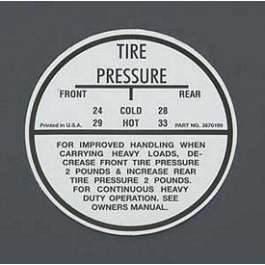 TIRE
PRESSURE
FRONT REAR
24 COLD 28
29 HOT 33
Printed in U.S.A. PART NO.
FOR IMPROVED HANDLING WHEN
CARRYING HEAVY LOADS, DE-
CREASE FRONT TIRE PRESSURE
2 POUNDS & INCREASE REAR
TIRE PRESSURE 2 POUNDS.
FOR CONTINUOUS HEAVY
DUTY OPERATION, SEE
OWNERS MANUAL.